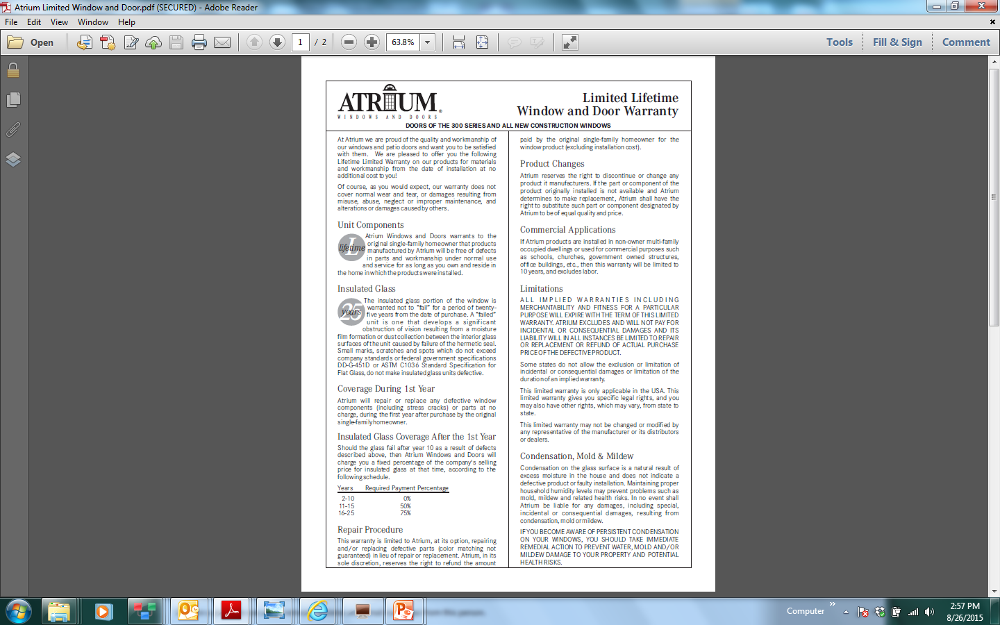 Atrium Limited Window and Door.pdf (SECURED) - Adobe Reader
File Edit View Window Help
Open 1 / 2 63.8% Tools Fill & Sign Comment
ATRIUM®
WINDOWS AND DOORS
Limited Lifetime
Window and Door Warranty
DOORS OF THE 300 SERIES AND ALL NEW CONSTRUCTION WINDOWS
At Atrium we are proud of the quality and workmanship of
our windows and patio doors and want you to be satisfied
with them. We are pleased to offer you the following
Lifetime Limited Warranty on our products for materials
and workmanship from the date of installation at no
additional cost to you!
Of course, as you would expect, our warranty does not
cover normal wear and tear, or damages resulting from
misuse, abuse, neglect or improper maintenance, and
alterations or damages caused by others.
Unit Components
L
lifetime
Atrium Windows and Doors warrants to the
original single-family homeowner that products
manufactured by Atrium will be free of defects
in parts and workmanship under normal use
and service for as long as you own and reside in
the home in which the products were installed.
Insulated Glass
25
years
The insulated glass portion of the window is
warranted not to "fail" for a period of twenty-
five years from the date of purchase. A "failed"
unit is one that develops a significant
obstruction of vision resulting from a moisture
film formation or dust collection between the interior glass
surfaces of the unit caused by failure of the hermetic seal.
Small marks, scratches and spots which do not exceed
company standards or federal government specifications
DD-G-451D or ASTM C1036 Standard Specification for
Flat Glass, do not make insulated glass units defective.
Coverage During 1st Year
Atrium will repair or replace any defective window
components (including stress cracks) or parts at no
charge, during the first year after purchase by the original
single-family homeowner.
Insulated Glass Coverage After the 1st Year
Should the glass fail after year 10 as a result of defects
described above, then Atrium Windows and Doors will
charge you a fixed percentage of the company's selling
price for insulated glass at that time, according to the
following schedule.
Years Required Payment Percentage
2-10 0%
11-15 50%
16-25 75%
Repair Procedure
This warranty is limited to Atrium, at its option, repairing
and/or replacing defective parts (color matching not
guaranteed) in lieu of repair or replacement. Atrium, in its
sole discretion, reserves the right to refund the amount
paid by the original single-family homeowner for the
window product (excluding installation cost).
Product Changes
Atrium reserves the right to discontinue or change any
product it manufacturers. If the part or component of the
product originally installed is not available and Atrium
determines to make replacement, Atrium shall have the
right to substitute such part or component designated by
Atrium to be of equal quality and price.
Commercial Applications
If Atrium products are installed in non-owner multi-family
occupied dwellings or used for commercial purposes such
as schools, churches, government owned structures,
office buildings, etc., then this warranty will be limited to
10 years, and excludes labor.
Limitations
ALL IMPLIED WARRANTIES INCLUDING
MERCHANTABILITY AND FITNESS FOR A PARTICULAR
PURPOSE WILL EXPIRE WITH THE TERM OF THIS LIMITED
WARRANTY. ATRIUM EXCLUDES AND WILL NOT PAY FOR
INCIDENTAL OR CONSEQUENTIAL DAMAGES AND ITS
LIABILITY WILL IN ALL INSTANCES BE LIMITED TO REPAIR
OR REPLACEMENT OR REFUND OF ACTUAL PURCHASE
PRICE OF THE DEFECTIVE PRODUCT.
Some states do not allow the exclusion or limitation of
incidental or consequential damages or limitation of the
duration of an implied warranty.
This limited warranty is only applicable in the USA. This
limited warranty gives you specific legal rights, and you
may also have other rights, which may vary, from state to
state.
This limited warranty may not be changed or modified by
any representative of the manufacturer or its distributors
or dealers.
Condensation, Mold & Mildew
Condensation on the glass surface is a natural result of
excess moisture in the house and does not indicate a
defective product or faulty installation. Maintaining proper
household humidity levels may prevent problems such as
mold, mildew and related health risks. In no event shall
Atrium be liable for any damages, including special,
incidental or consequential damages, resulting from
condensation, mold or mildew.
IF YOU BECOME AWARE OF PERSISTENT CONDENSATION
ON YOUR WINDOWS, YOU SHOULD TAKE IMMEDIATE
REMEDIAL ACTION TO PREVENT WATER, MOLD AND/OR
MILDEW DAMAGE TO YOUR PROPERTY AND POTENTIAL
HEALTH RISKS.
Computer »
2:57 PM
8/26/2015